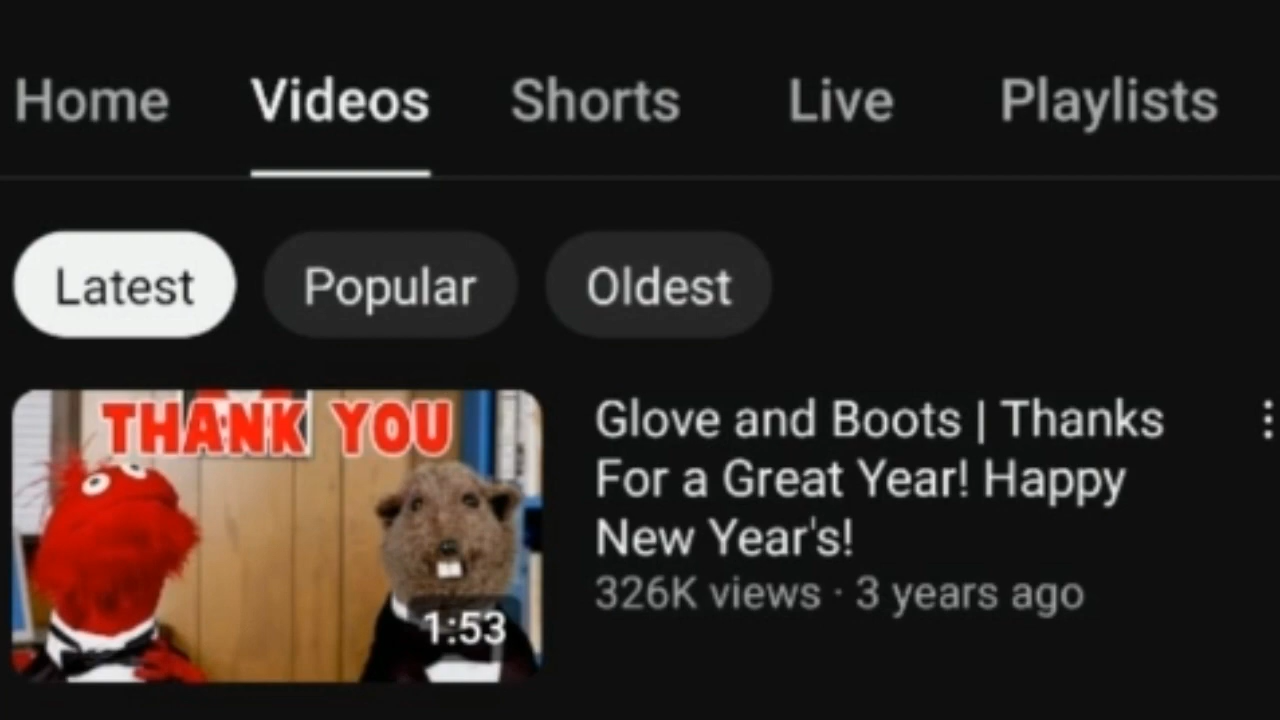 Home Videos Shorts Live Playlists
Latest Popular Oldest
THANK YOU
1:53
Glove and Boots | Thanks
For a Great Year! Happy
New Year's!
326K views · 3 years ago